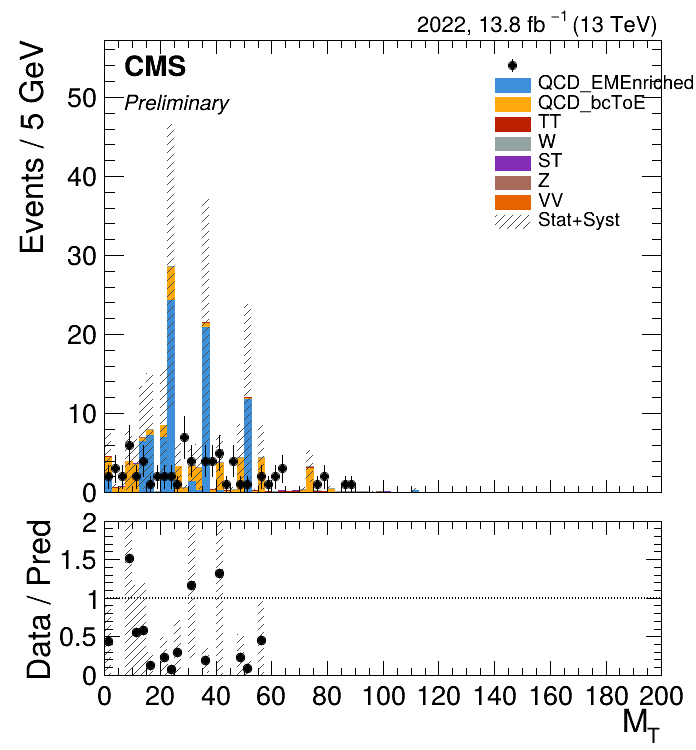 2022, 13.8 fb⁻¹ (13 TeV)
CMS
Preliminary
QCD_EMEnriched
QCD_bcToE
TT
W
ST
Z
VV
Stat+Syst
Events / 5 GeV
50
40
30
20
10
0
Data / Pred
2
1.5
1
0.5
0
0 20 40 60 80 100 120 140 160 180 200
M_T